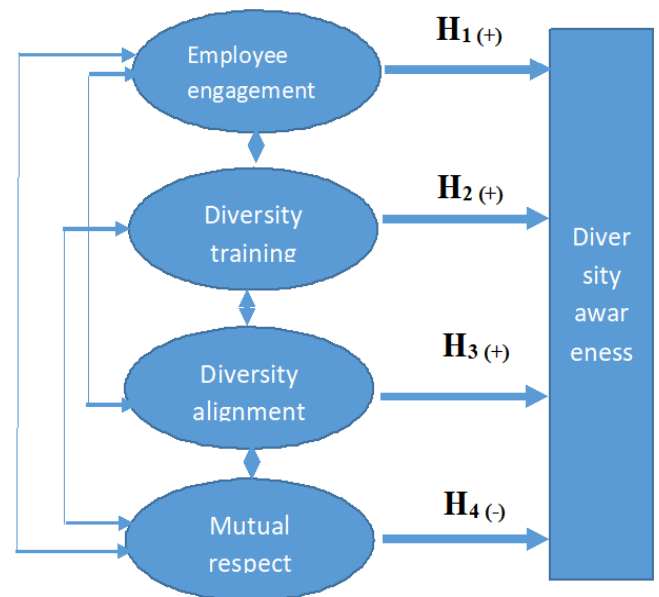 Employee
engagement
H1 (+)
Diversity
training
H2 (+)
Diversity
alignment
H3 (+)
Mutual
respect
H4 (-)
Diver
sity
awar
eness